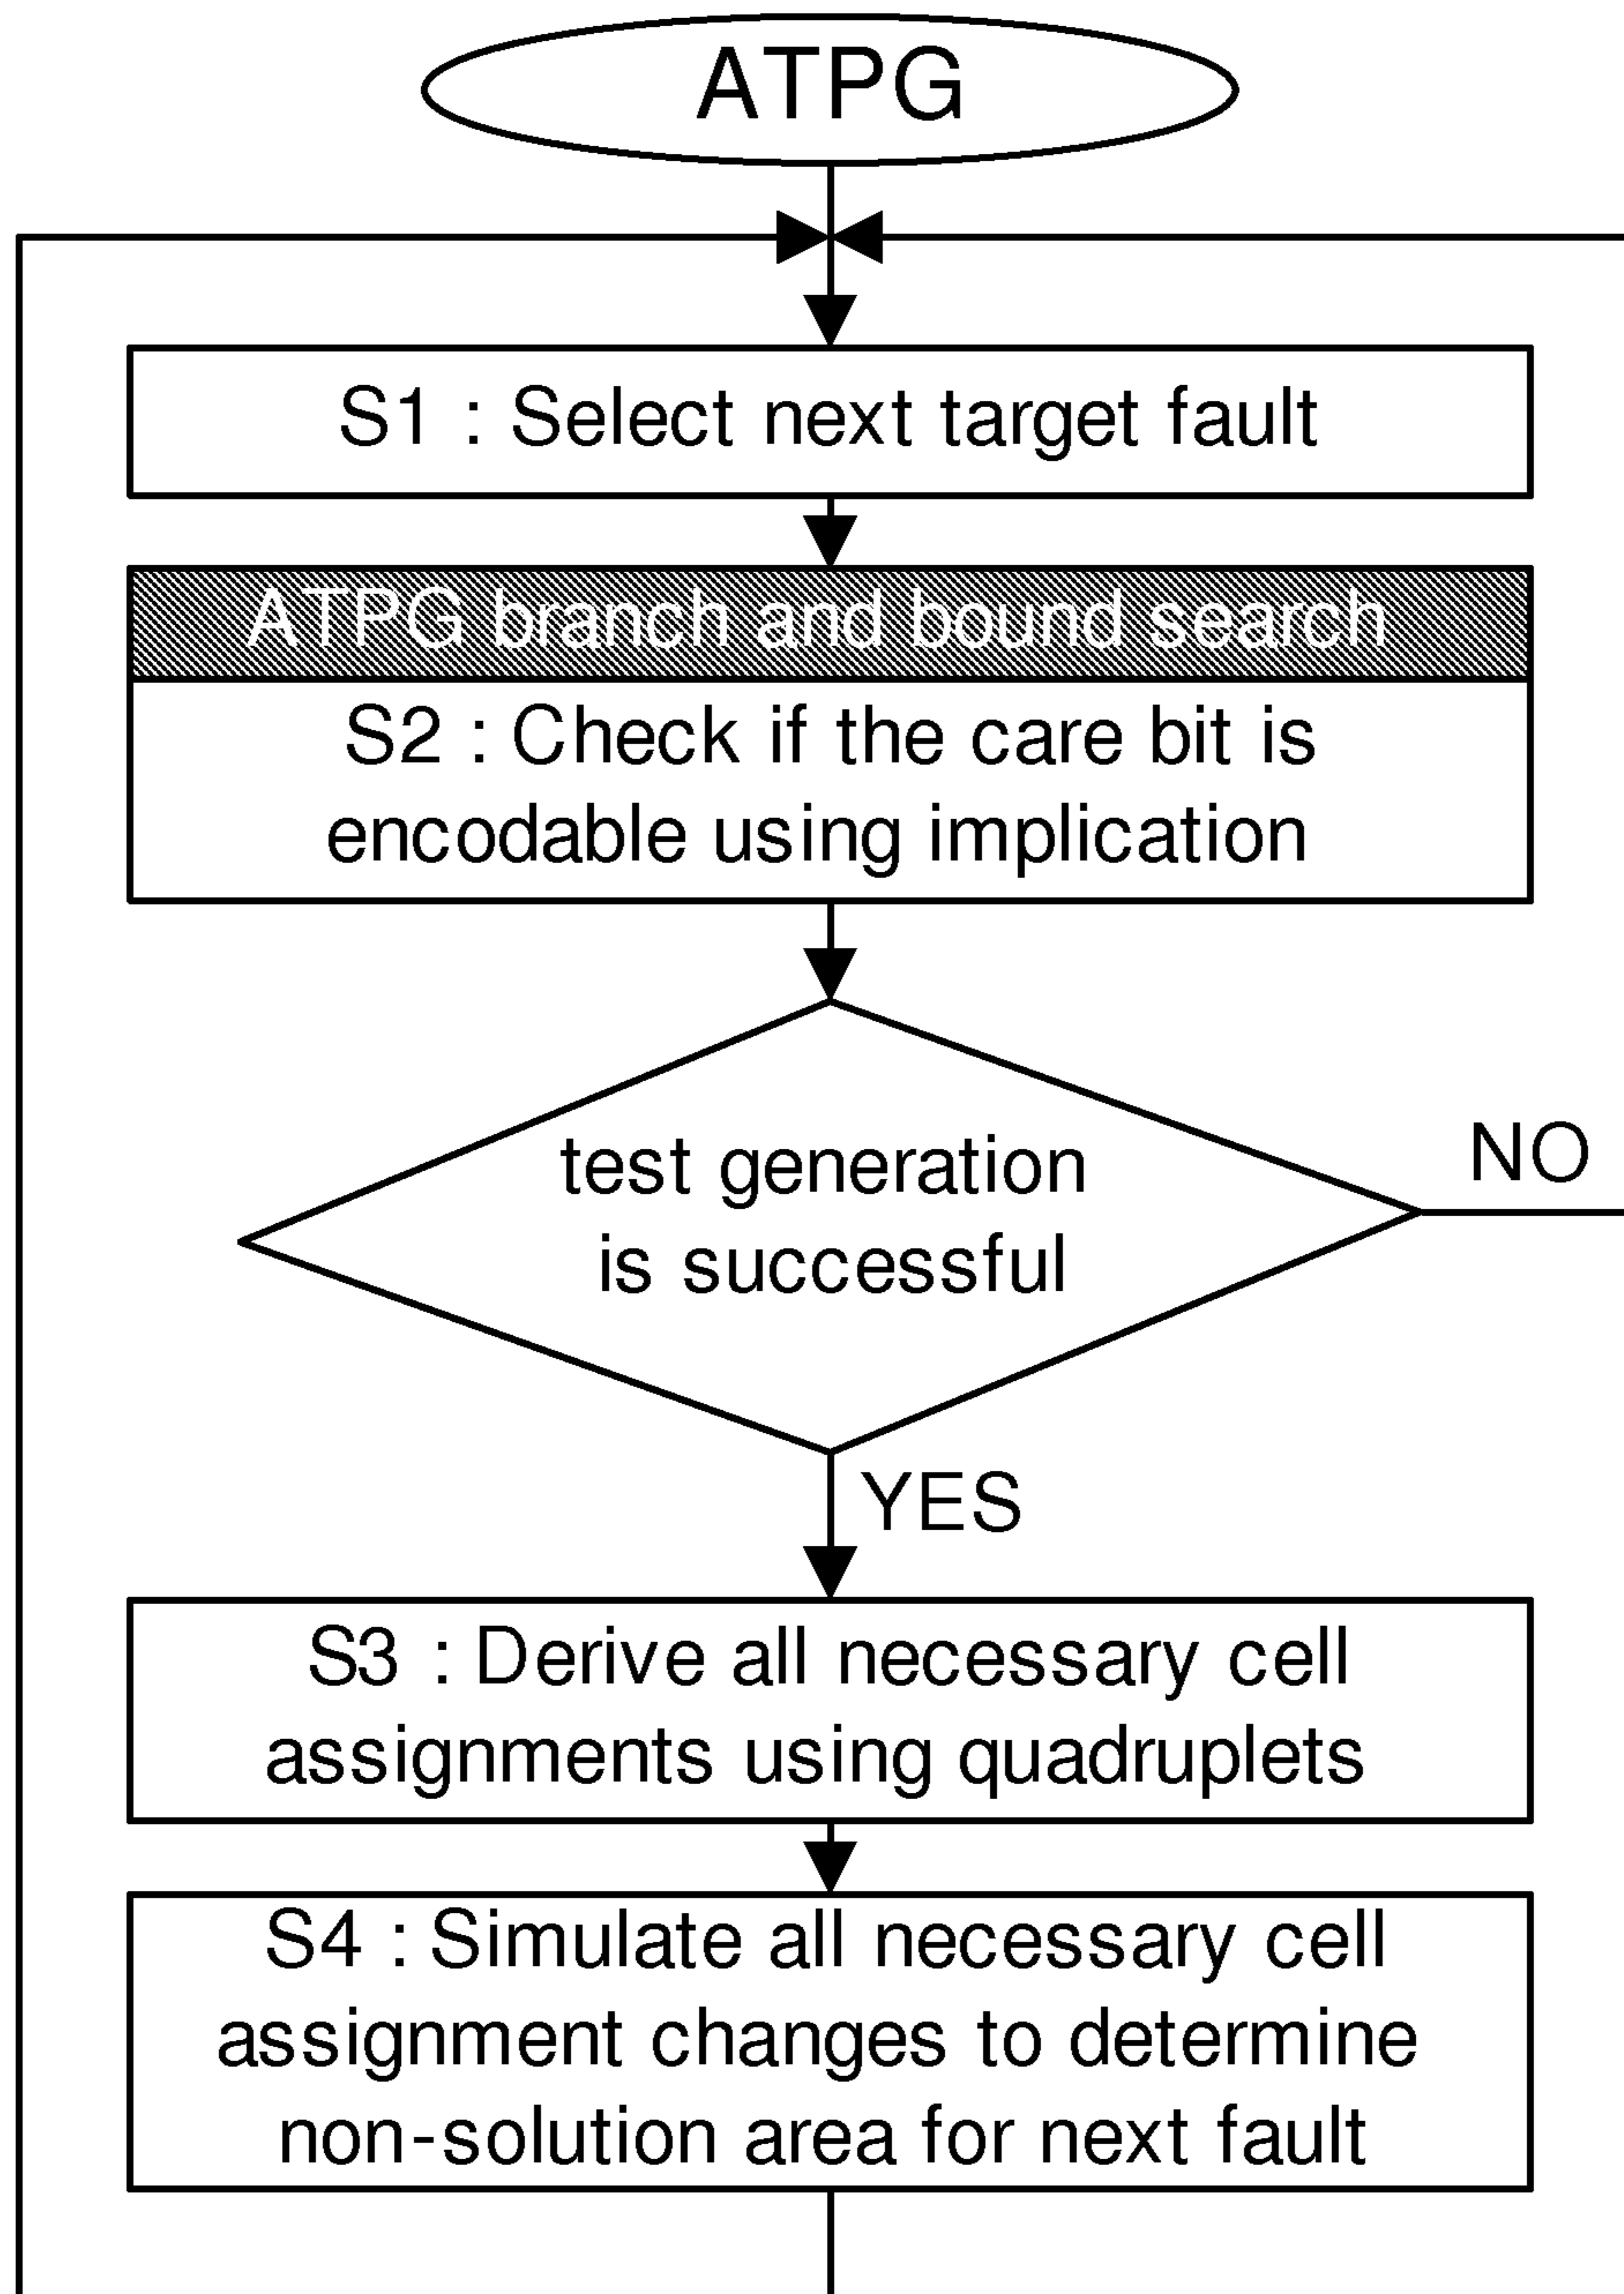 ATPG
S1 : Select next target fault
ATPG branch and bound search
S2 : Check if the care bit is
encodable using implication
test generation
is successful
NO
YES
S3 : Derive all necessary cell
assignments using quadruplets
S4 : Simulate all necessary cell
assignment changes to determine
non-solution area for next fault